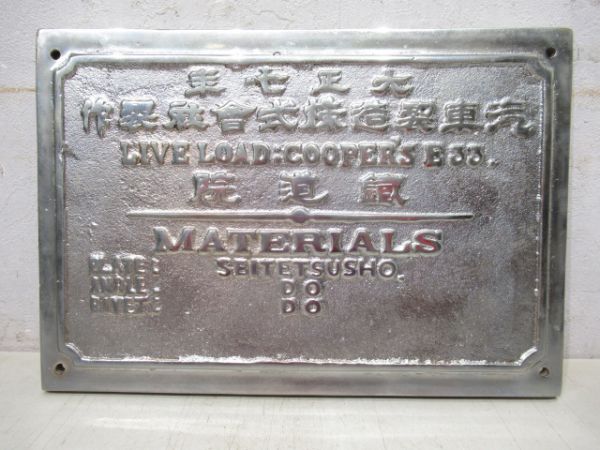 年七正大
作製社會式株造製車汽
LIVE LOAD:COOPER'S E33.
院道鐵
MATERIALS
PLATE: SEITETSUSHO.
ANGLE: DO
RIVET: DO